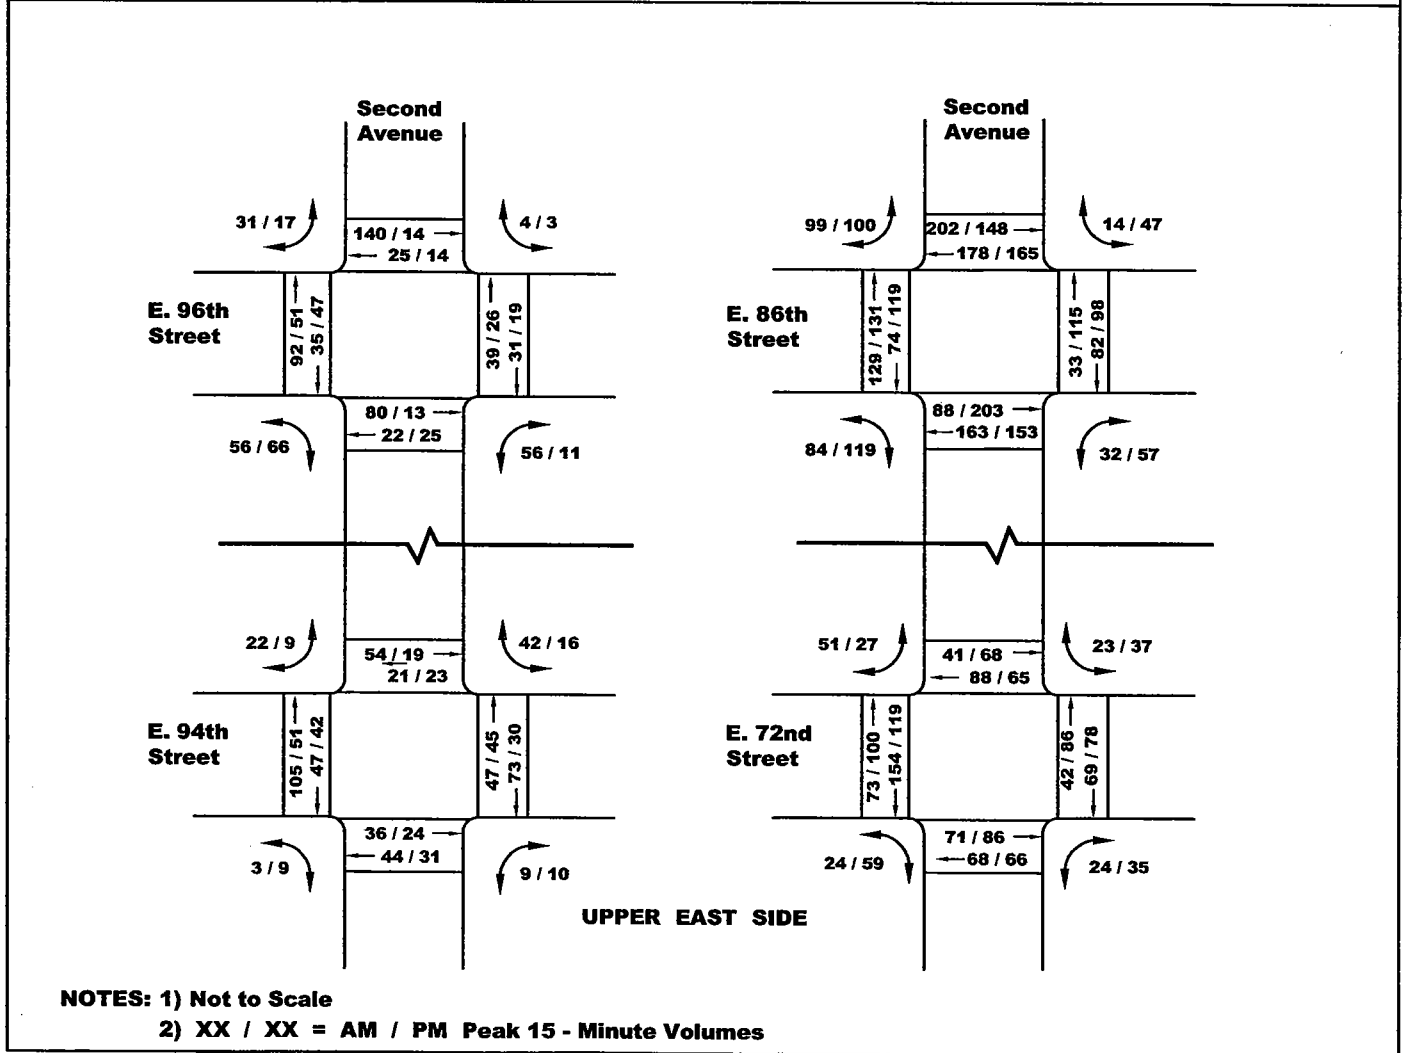 Second
Avenue
31 / 17
140 / 14
25 / 14
4 / 3
E. 96th
Street
92 / 51
35 / 47
39 / 26
31 / 19
80 / 13
22 / 25
56 / 66
56 / 11
Second
Avenue
99 / 100
202 / 148
178 / 165
14 / 47
E. 86th
Street
129 / 131
74 / 119
33 / 115
82 / 98
88 / 203
163 / 153
84 / 119
32 / 57
22 / 9
54 / 19
21 / 23
42 / 16
E. 94th
Street
105 / 51
47 / 42
47 / 45
73 / 30
36 / 24
44 / 31
3 / 9
9 / 10
51 / 27
41 / 68
88 / 65
23 / 37
E. 72nd
Street
73 / 100
154 / 119
42 / 86
69 / 78
71 / 86
68 / 66
24 / 59
24 / 35
UPPER EAST SIDE
NOTES: 1) Not to Scale
2) XX / XX = AM / PM Peak 15 - Minute Volumes